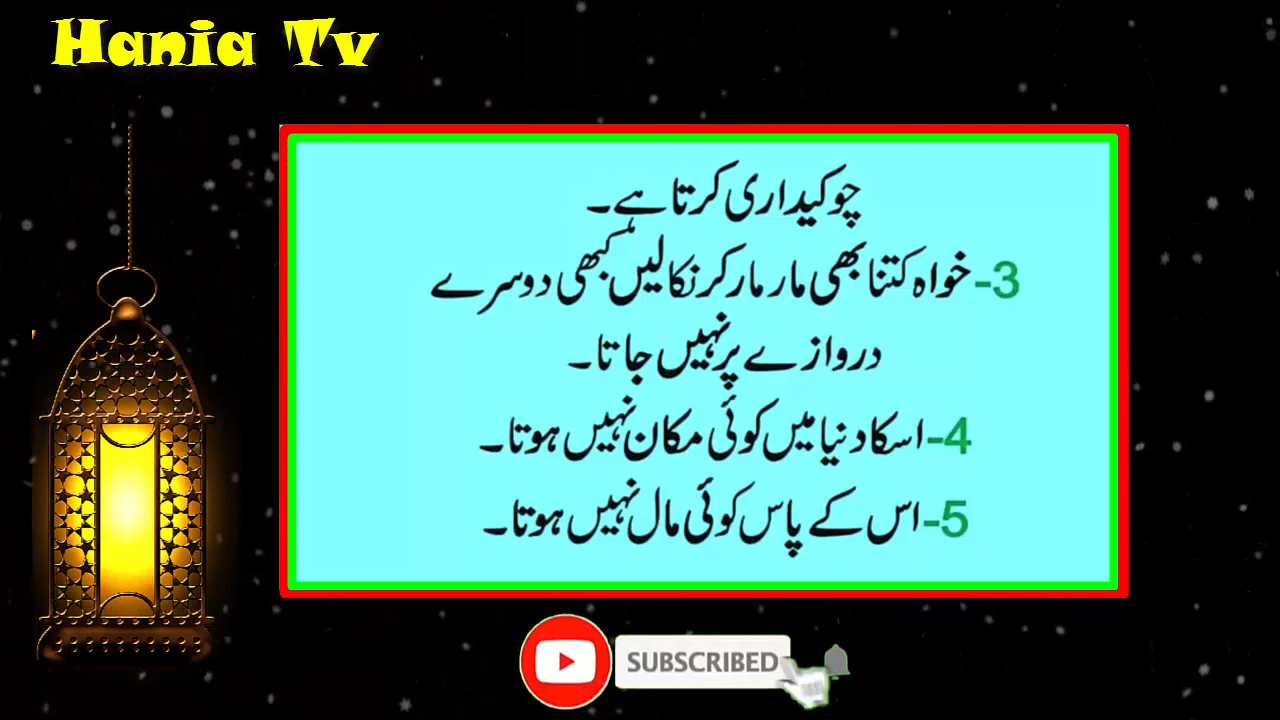 Hania Tv
چوکیداری کرتا ہے۔
3- خواہ کتنا بھی مار مار کر نکالیں کبھی دوسرے
دروازے پر نہیں جاتا۔
4- اسکا دنیا میں کوئی مکان نہیں ہوتا۔
5- اس کے پاس کوئی مال نہیں ہوتا۔
SUBSCRIBED